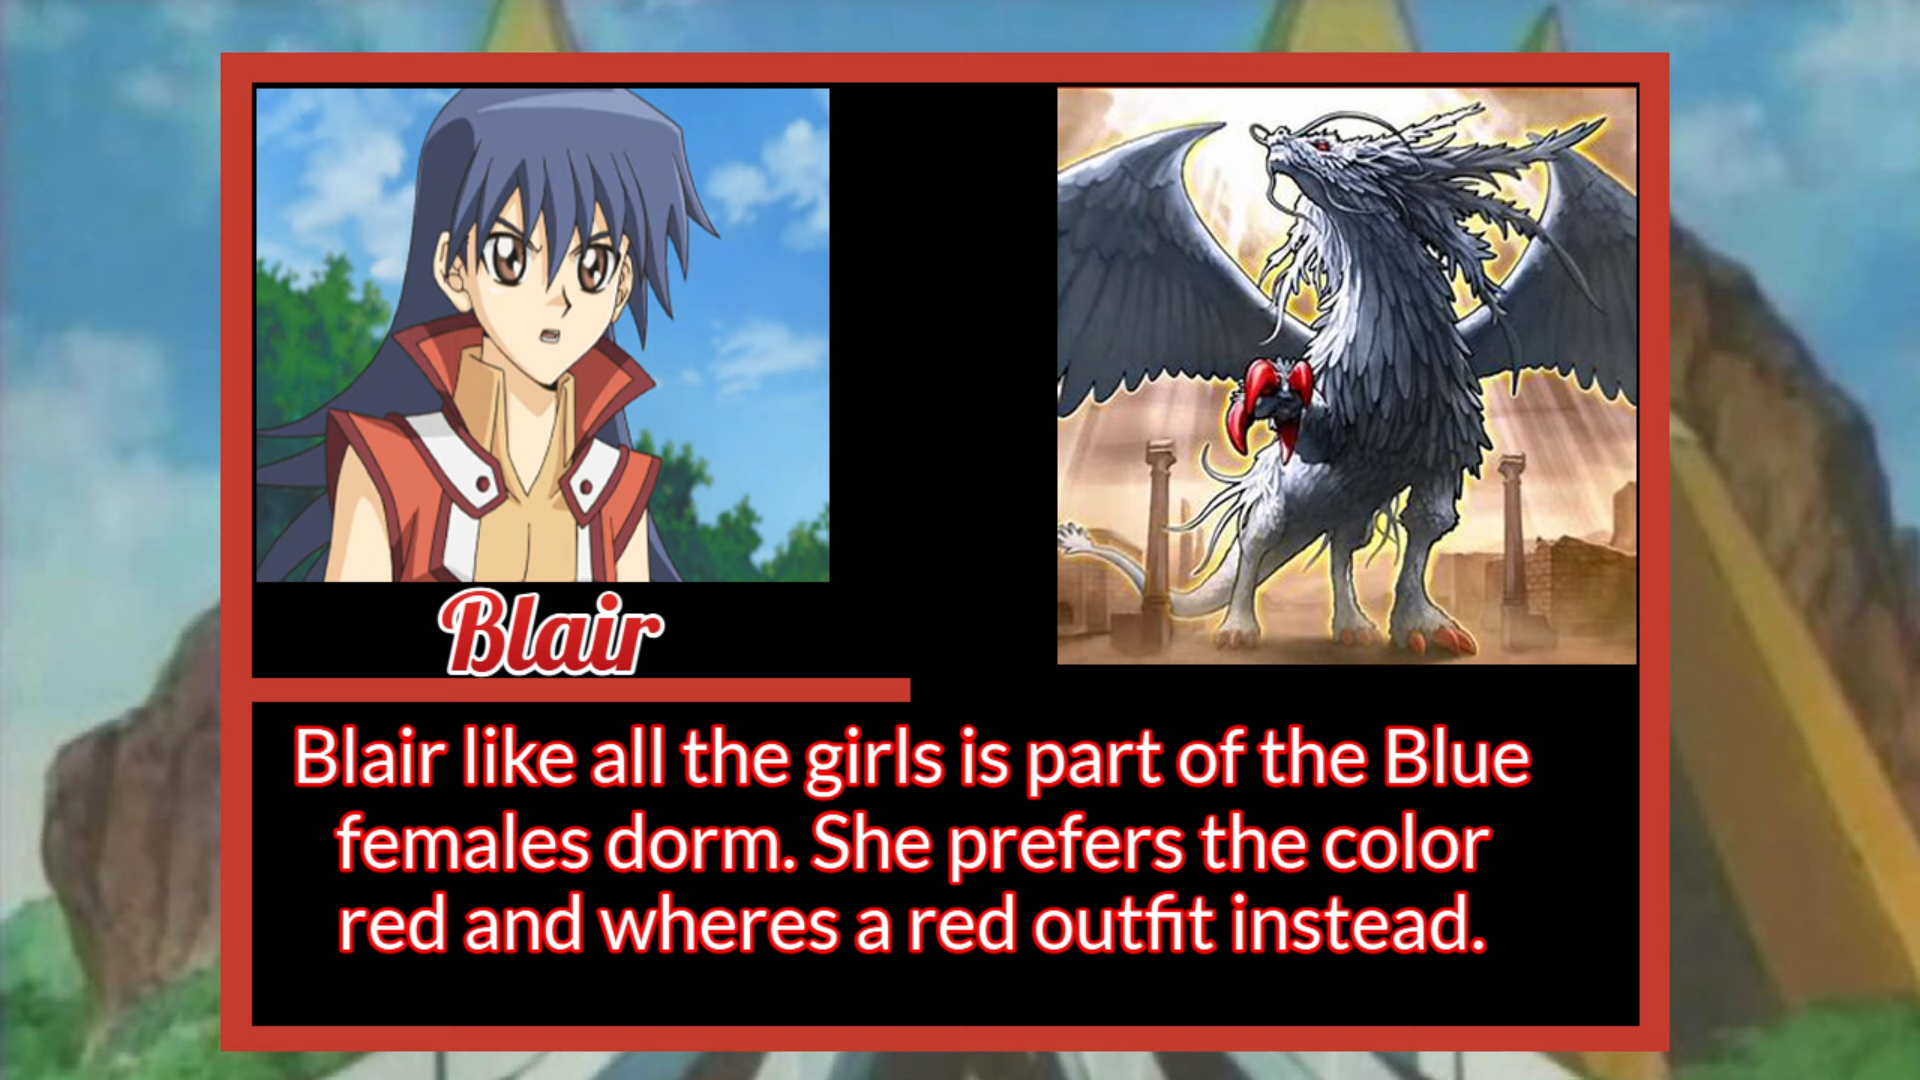 Blair
Blair like all the girls is part of the Blue
females dorm. She prefers the color
red and wheres a red outfit instead.